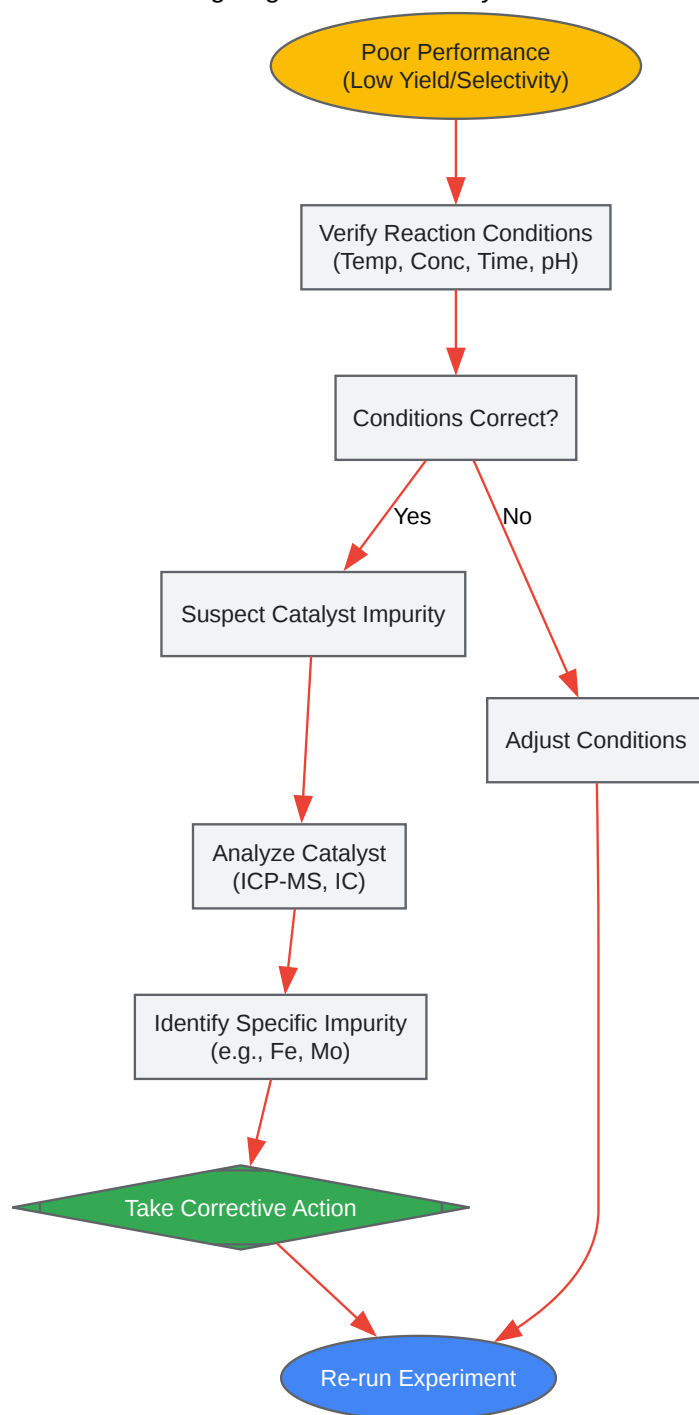 Poor Performance
(Low Yield/Selectivity)
Verify Reaction Conditions
(Temp, Conc, Time, pH)
Conditions Correct?
Yes
No
Suspect Catalyst Impurity
Adjust Conditions
Analyze Catalyst
(ICP-MS, IC)
Identify Specific Impurity
(e.g., Fe, Mo)
Take Corrective Action
Re-run Experiment